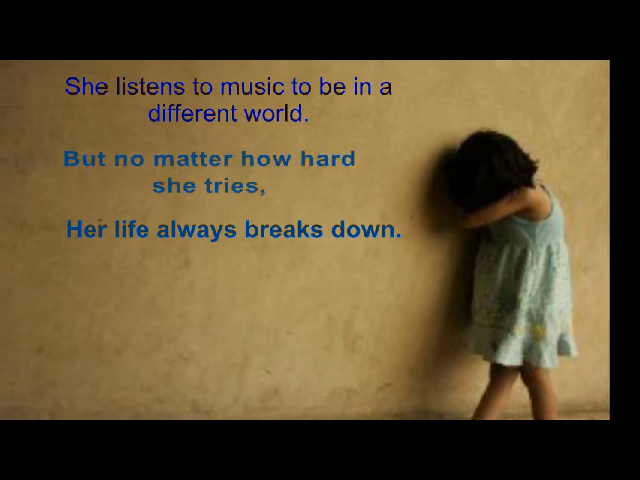 She listens to music to be in a
different world.
But no matter how hard
she tries,
Her life always breaks down.